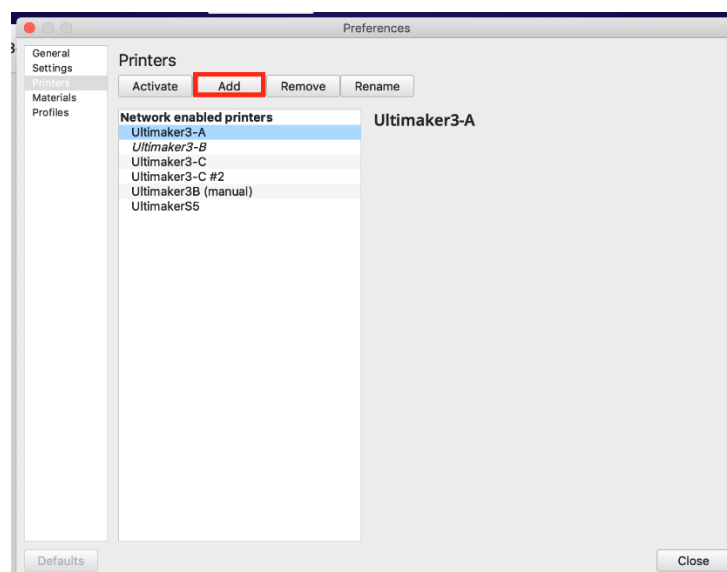 Preferences
General
Settings
Printers
Materials
Profiles
Printers
Activate Add Remove Rename
Network enabled printers
Ultimaker3-A
Ultimaker3-B
Ultimaker3-C
Ultimaker3-C #2
Ultimaker3B (manual)
UltimakerS5
Ultimaker3-A
Defaults
Close